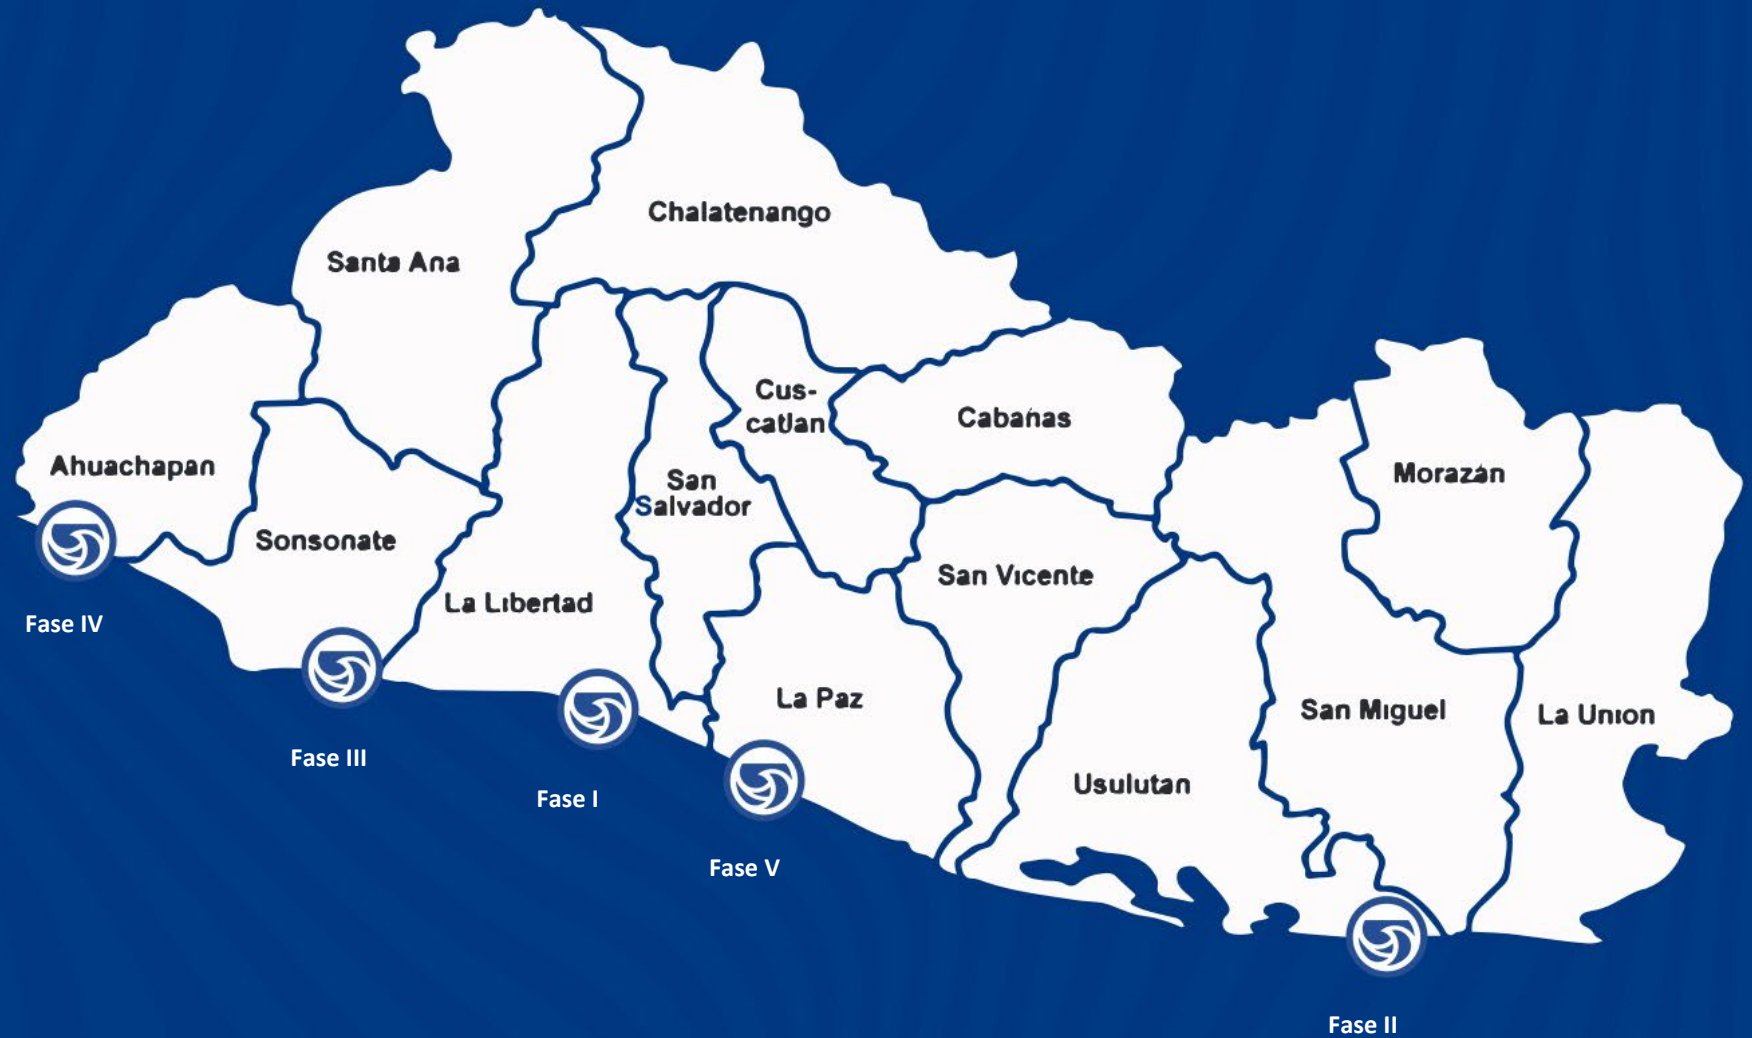 Chalatenango
Santa Ana
Cus-
catlan
Cabañas
Ahuachapan
Morazán
San
Salvador
Sonsonate
San Vicente
La Libertad
Fase IV
La Paz
San Miguel
La Union
Fase III
Usulutan
Fase I
Fase V
Fase II